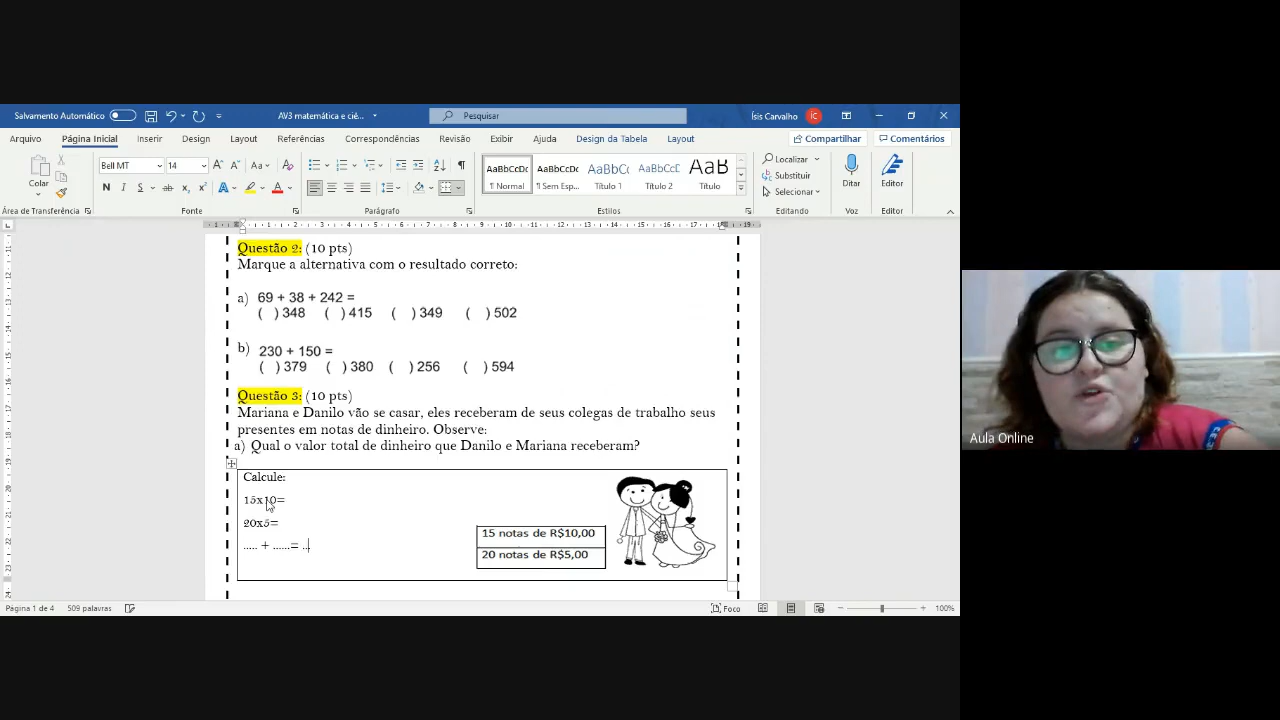 Salvamento Automático
AV3 matemática e ciê...
Pesquisar
Ísis Carvalho
ÍC
Arquivo Página Inicial Inserir Design Layout Referências Correspondências Revisão Exibir Ajuda Design da Tabela Layout
Compartilhar Comentários
Colar
Bell MT 14
N I S ab x₂ x²
AaBbCcDc AaBbCcDc AaBbCc AaBbCcD AaB
¶ Normal ¶ Sem Esp... Título 1 Título 2 Título
Localizar
Substituir
Selecionar
Ditar
Editor
Área de Transferência Fonte Parágrafo Estilos Editando Voz Editor
Questão 2: (10 pts)
Marque a alternativa com o resultado correto:
a) 69 + 38 + 242 =
( ) 348 ( ) 415 ( ) 349 ( ) 502
b) 230 + 150 =
( ) 379 ( ) 380 ( ) 256 ( ) 594
Questão 3: (10 pts)
Mariana e Danilo vão se casar, eles receberam de seus colegas de trabalho seus
presentes em notas de dinheiro. Observe:
a) Qual o valor total de dinheiro que Danilo e Mariana receberam?
Calcule:
15x10=
20x5=
..... + ......= ..
15 notas de R$10,00
20 notas de R$5,00
Página 1 de 4 509 palavras
Foco
100%
Aula Online